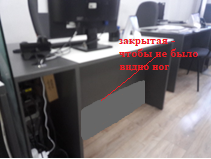 закрытая
чтобы не было
видно ног